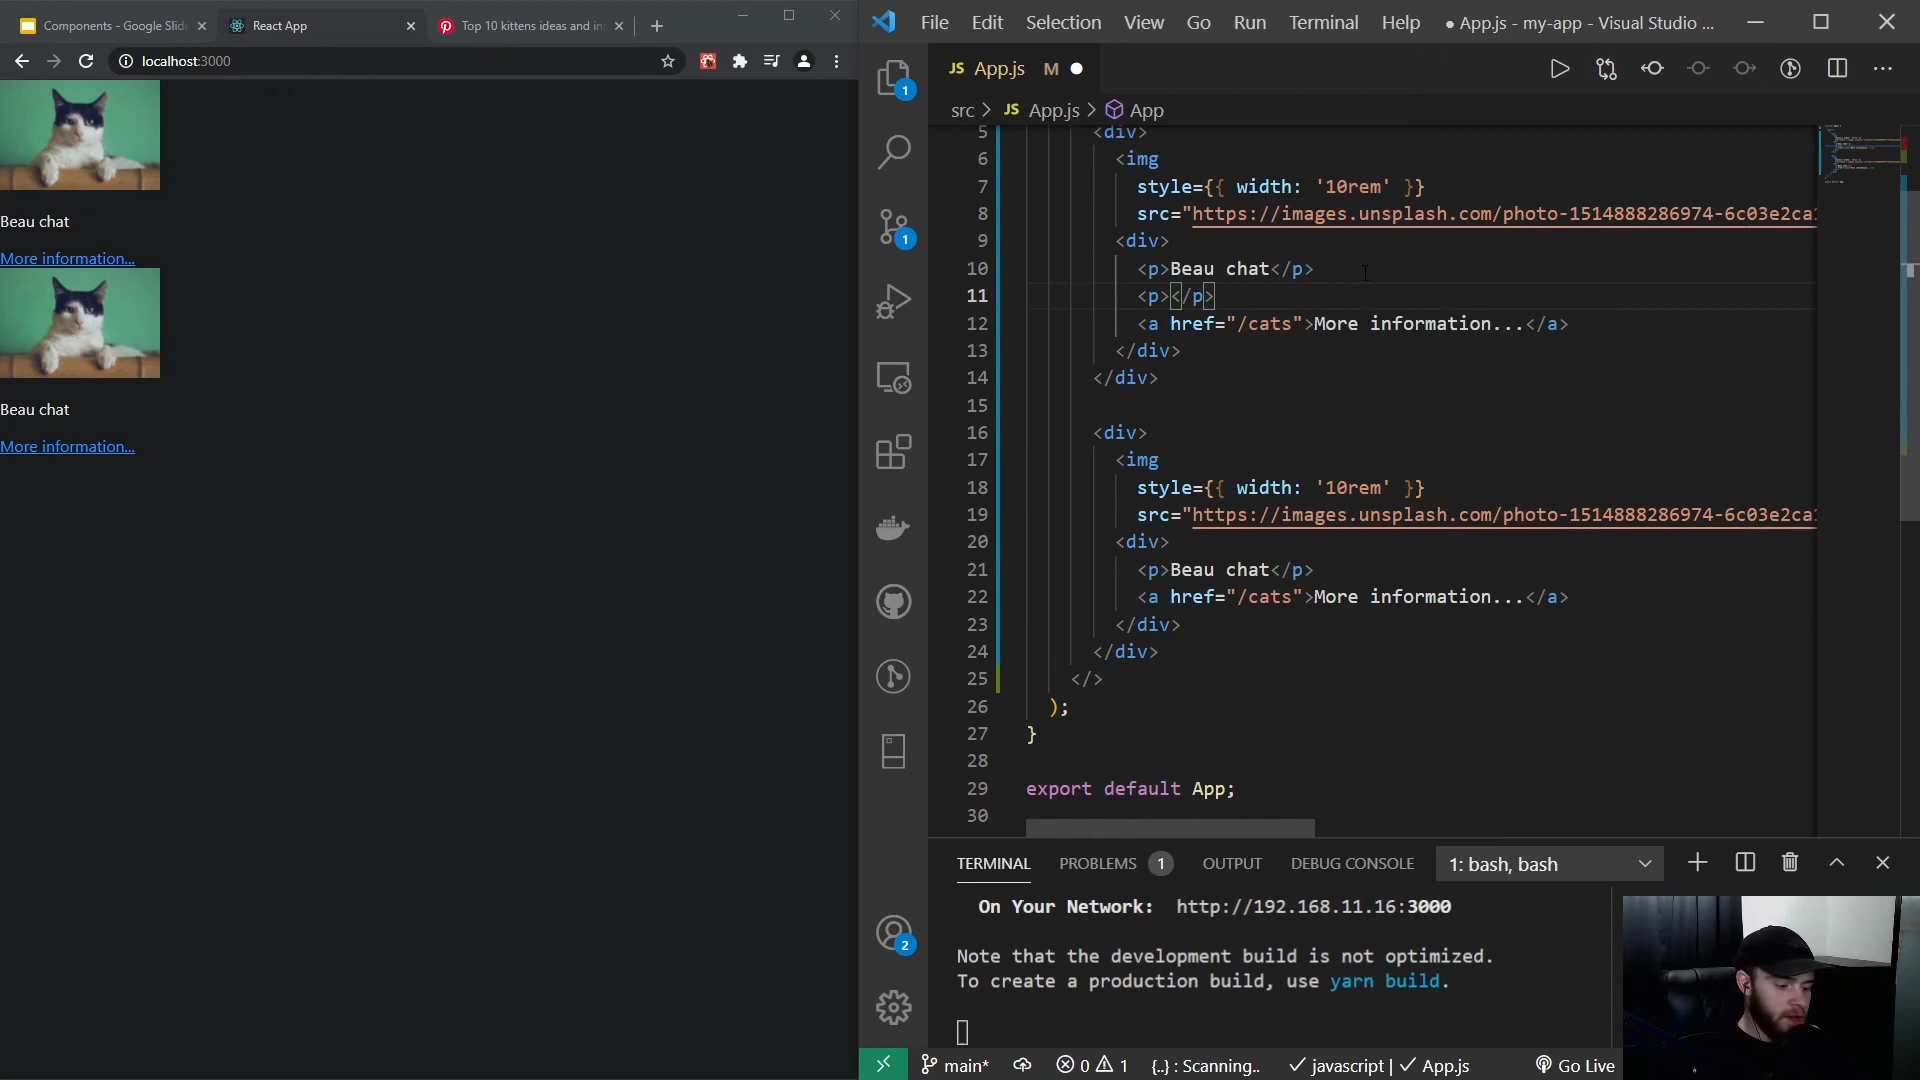 Components - Google Slide
React App
Top 10 kittens ideas and in
localhost:3000
Beau chat
More information...
Beau chat
More information...
File Edit Selection View Go Run Terminal Help ● App.js - my-app - Visual Studio ...
JS App.js M
src > JS App.js > App
1
1
2
5 <div>
6 <img
7 style={{ width: '10rem' }}
8 src="https://images.unsplash.com/photo-1514888286974-6c03e2ca1
9 <div>
10 <p>Beau chat</p>
11 <p></p>
12 <a href="/cats">More information...</a>
13 </div>
14 </div>
15
16 <div>
17 <img
18 style={{ width: '10rem' }}
19 src="https://images.unsplash.com/photo-1514888286974-6c03e2ca1
20 <div>
21 <p>Beau chat</p>
22 <a href="/cats">More information...</a>
23 </div>
24 </div>
25 </>
26 );
27 }
28
29 export default App;
30
TERMINAL PROBLEMS 1 OUTPUT DEBUG CONSOLE 1: bash, bash
On Your Network: http://192.168.11.16:3000
Note that the development build is not optimized.
To create a production build, use yarn build.
main* 0 1 {..} : Scanning.. javascript | App.js Go Live